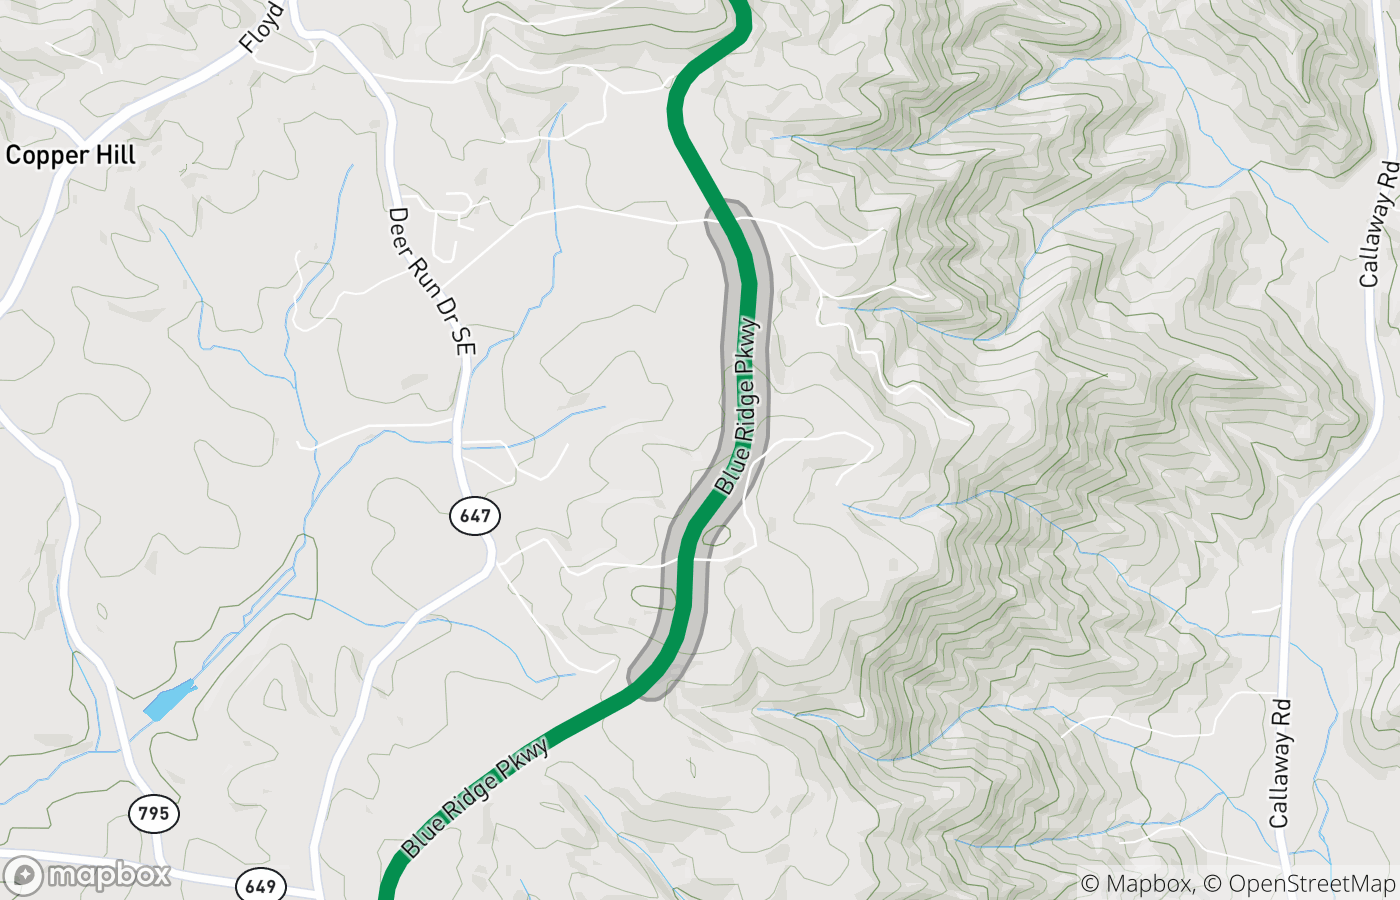 Floyd
Copper Hill
Callaway Rd
Deer Run Dr SE
Blue Ridge Pkwy
647
Callaway Rd
Blue Ridge Pkwy
795
649
mapbox
© Mapbox, © OpenStreetMap